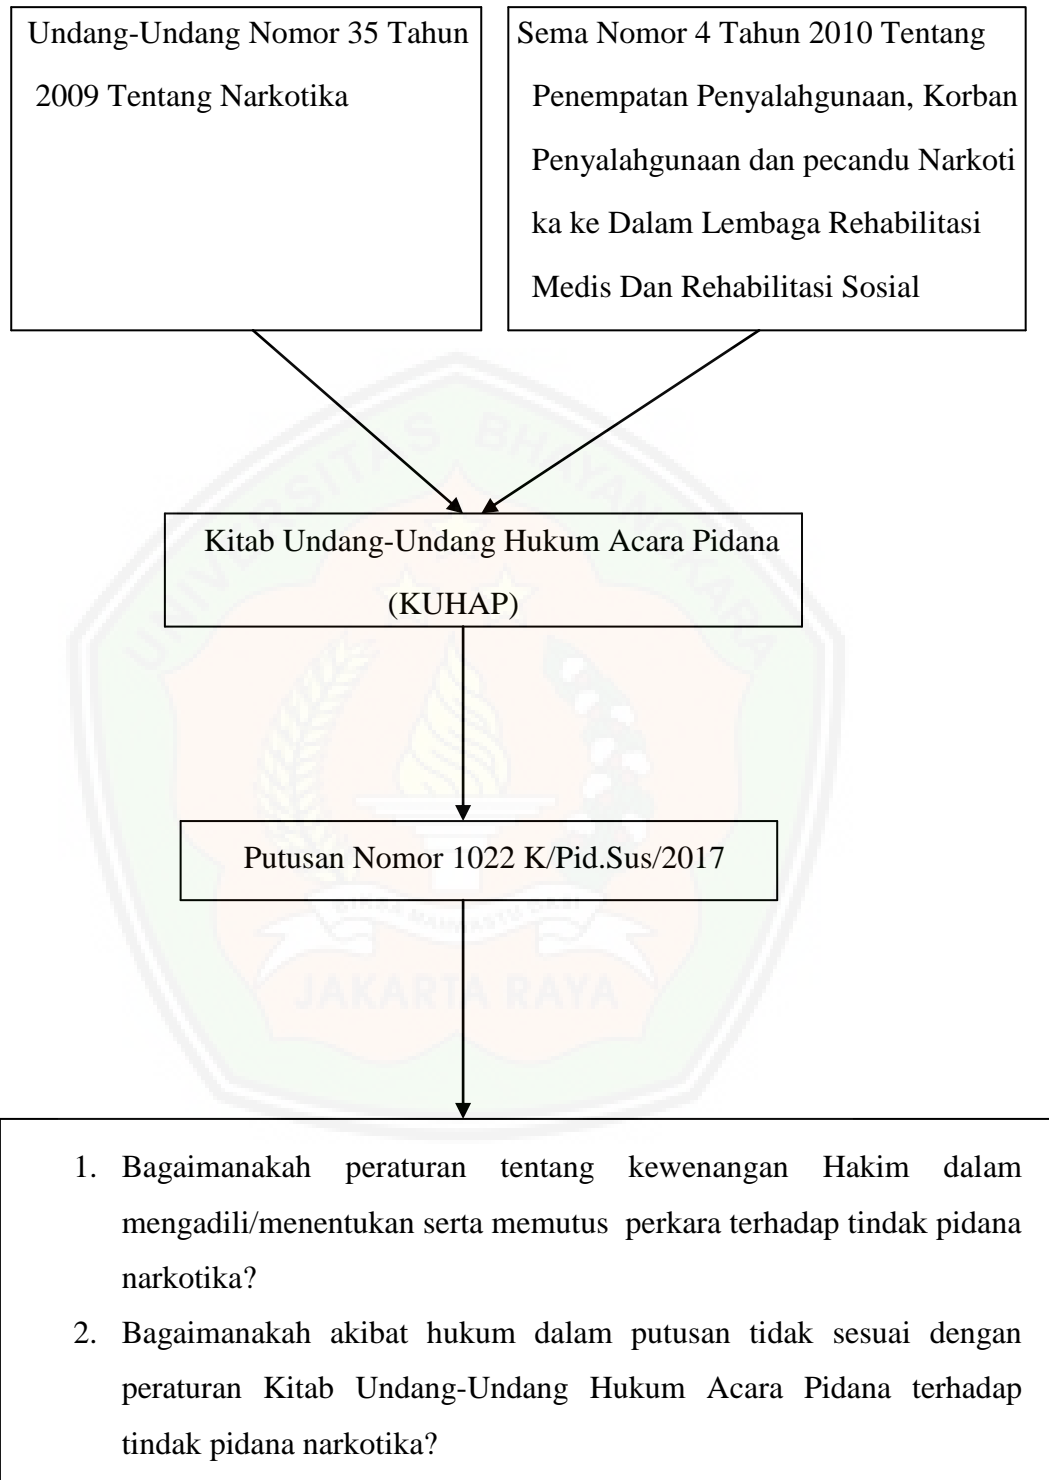 Undang-Undang Nomor 35 Tahun
2009 Tentang Narkotika
Sema Nomor 4 Tahun 2010 Tentang
Penempatan Penyalahgunaan, Korban
Penyalahgunaan dan pecandu Narkoti
ka ke Dalam Lembaga Rehabilitasi
Medis Dan Rehabilitasi Sosial
UNIVERSITAS BHAYANGKARA
Kitab Undang-Undang Hukum Acara Pidana
(KUHAP)
Putusan Nomor 1022 K/Pid.Sus/2017
JAKARTA RAYA
1. Bagaimanakah peraturan tentang kewenangan Hakim dalam
mengadili/menentukan serta memutus perkara terhadap tindak pidana
narkotika?
2. Bagaimanakah akibat hukum dalam putusan tidak sesuai dengan
peraturan Kitab Undang-Undang Hukum Acara Pidana terhadap
tindak pidana narkotika?